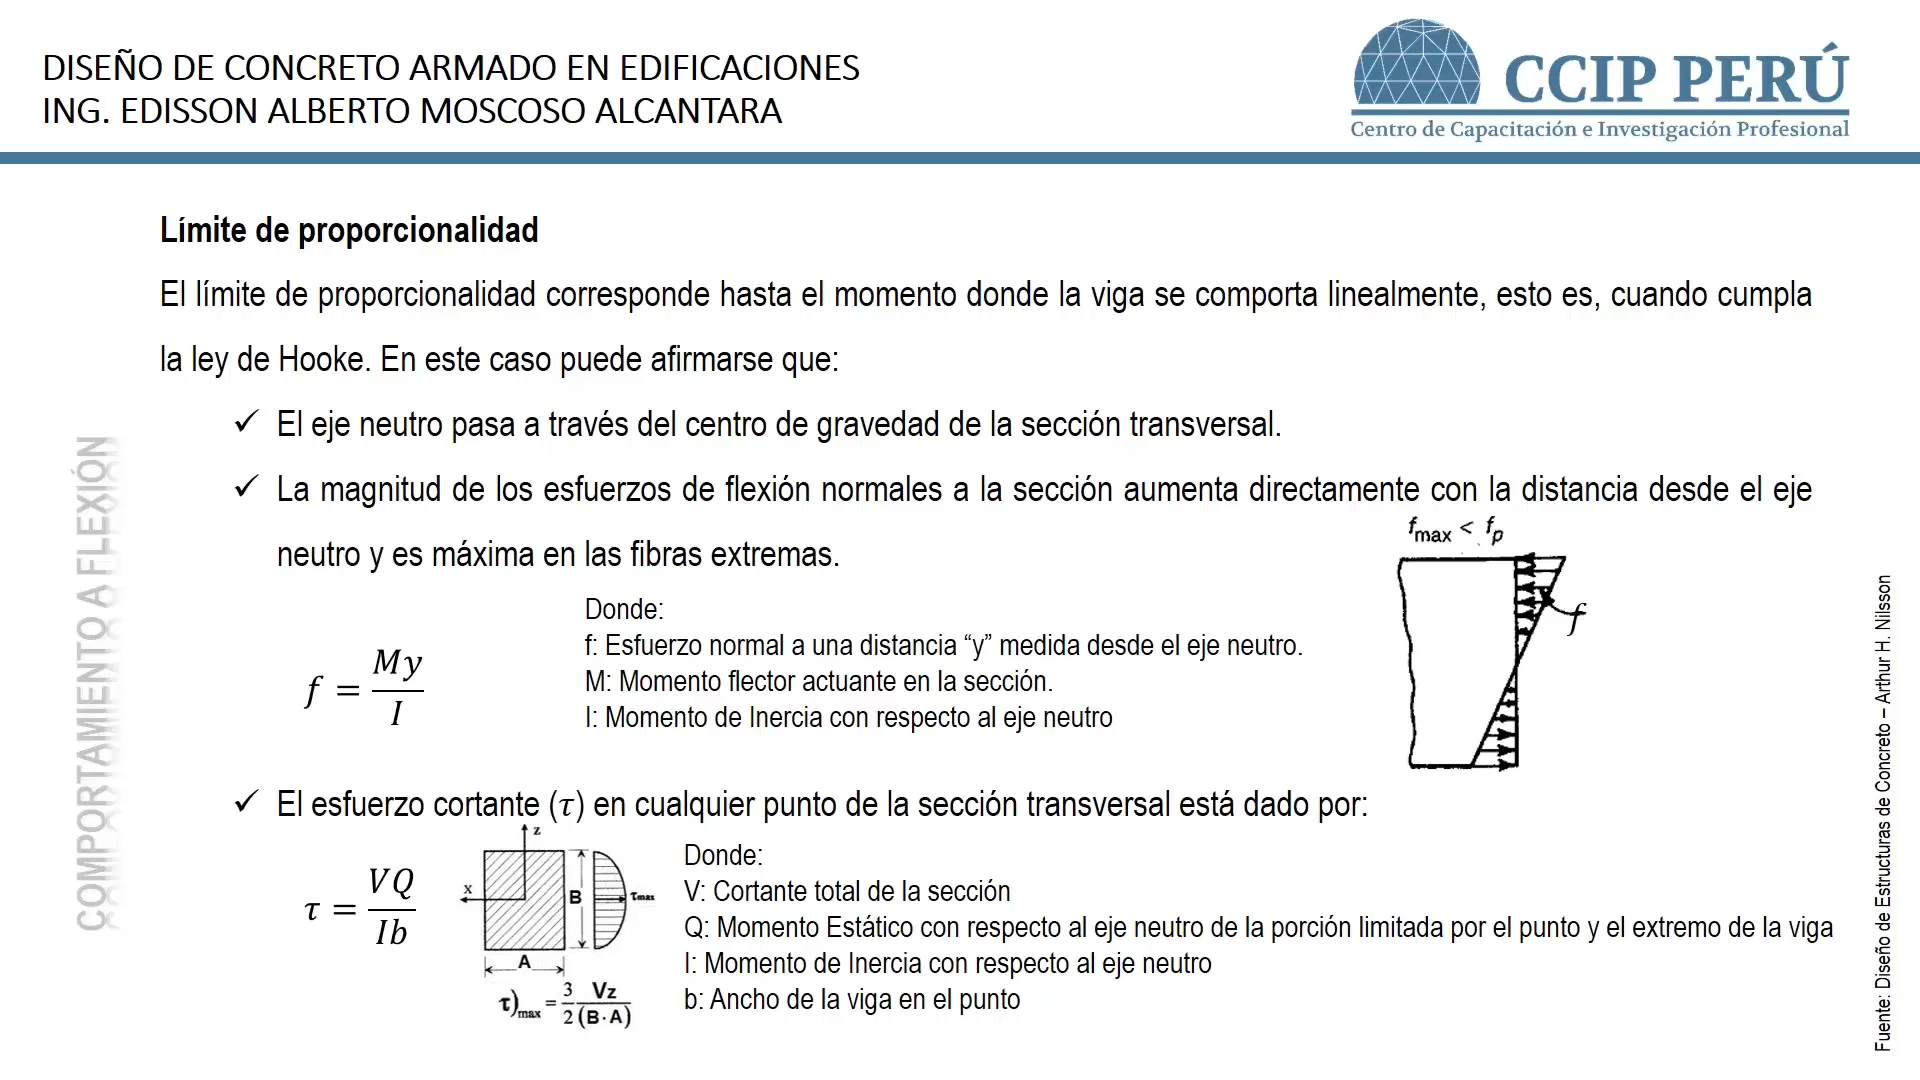 DISEÑO DE CONCRETO ARMADO EN EDIFICACIONES
ING. EDISSON ALBERTO MOSCOSO ALCANTARA
CCIP PERÚ
Centro de Capacitación e Investigación Profesional
Límite de proporcionalidad
El límite de proporcionalidad corresponde hasta el momento donde la viga se comporta linealmente, esto es, cuando cumpla
la ley de Hooke. En este caso puede afirmarse que:
✓ El eje neutro pasa a través del centro de gravedad de la sección transversal.
✓ La magnitud de los esfuerzos de flexión normales a la sección aumenta directamente con la distancia desde el eje
neutro y es máxima en las fibras extremas.
f_max < f_p
f
f = My/I
Donde:
f: Esfuerzo normal a una distancia “y” medida desde el eje neutro.
M: Momento flector actuante en la sección.
I: Momento de Inercia con respecto al eje neutro
✓ El esfuerzo cortante (τ) en cualquier punto de la sección transversal está dado por:
τ = VQ/Ib
z
x
B
τmax
A
τ)max = 3/2 Vz/(B·A)
Donde:
V: Cortante total de la sección
Q: Momento Estático con respecto al eje neutro de la porción limitada por el punto y el extremo de la viga
I: Momento de Inercia con respecto al eje neutro
b: Ancho de la viga en el punto
COMPORTAMIENTO A FLEXIÓN
Fuente: Diseño de Estructuras de Concreto – Arthur H. Nilsson